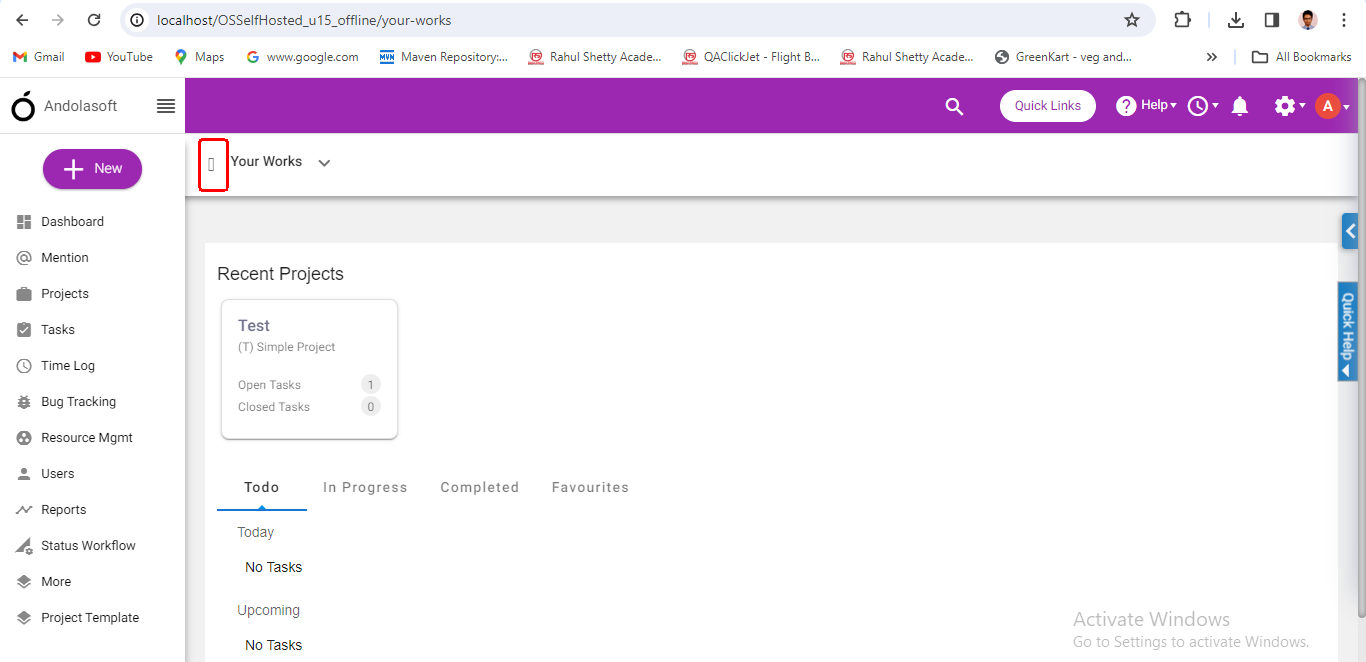 localhost/OSSelfHosted_u15_offline/your-works
Gmail
YouTube
Maps
www.google.com
Maven Repository:...
Rahul Shetty Acade...
QAClickJet - Flight B...
Rahul Shetty Acade...
GreenKart - veg and...
»
All Bookmarks
Andolasoft
Quick Links
? Help
A
New
Your Works
Dashboard
Mention
Projects
Tasks
Time Log
Bug Tracking
Resource Mgmt
Users
Reports
Status Workflow
More
Project Template
Recent Projects
Test
(T) Simple Project
Open Tasks 1
Closed Tasks 0
Todo In Progress Completed Favourites
Today
No Tasks
Upcoming
No Tasks
Quick Help
Activate Windows
Go to Settings to activate Windows.